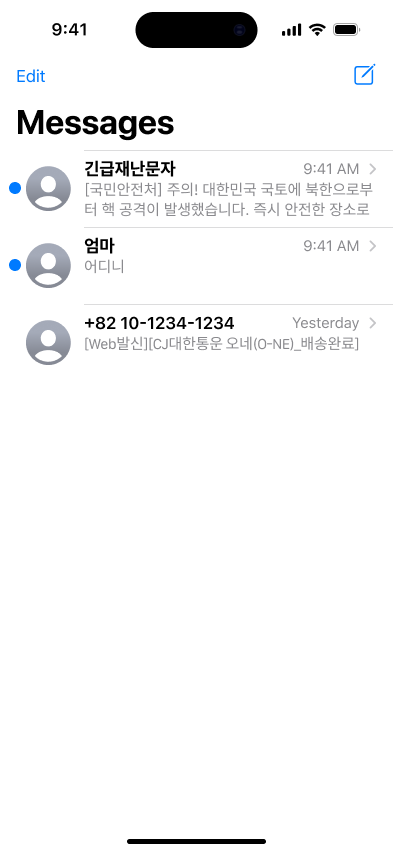 9:41
Edit
Messages
긴급재난문자 9:41 AM
[국민안전처] 주의! 대한민국 국토에 북한으로부
터 핵 공격이 발생했습니다. 즉시 안전한 장소로
엄마 9:41 AM
어디니
+82 10-1234-1234 Yesterday
[Web발신][CJ대한통운 오네(O-NE)_배송완료]